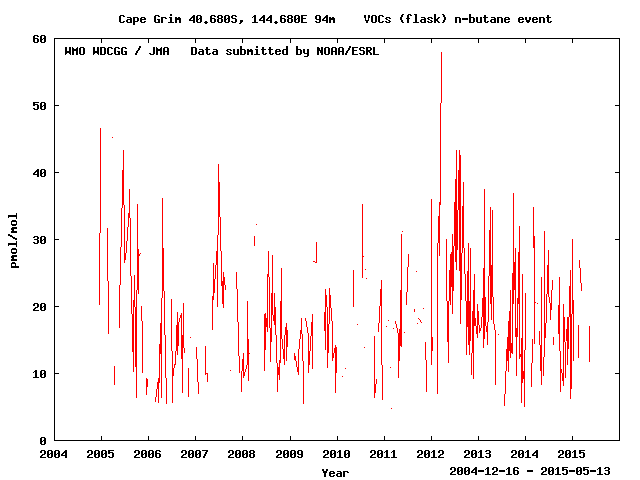 Cape Grim 40.680S, 144.680E 94m    VOCs (flask) n-butane event
60
WMO WDCGG / JMA   Data submitted by NOAA/ESRL
50
40
30
pmol/mol
20
10
0
2004 2005 2006 2007 2008 2009 2010 2011 2012 2013 2014 2015
Year
2004-12-16 - 2015-05-13